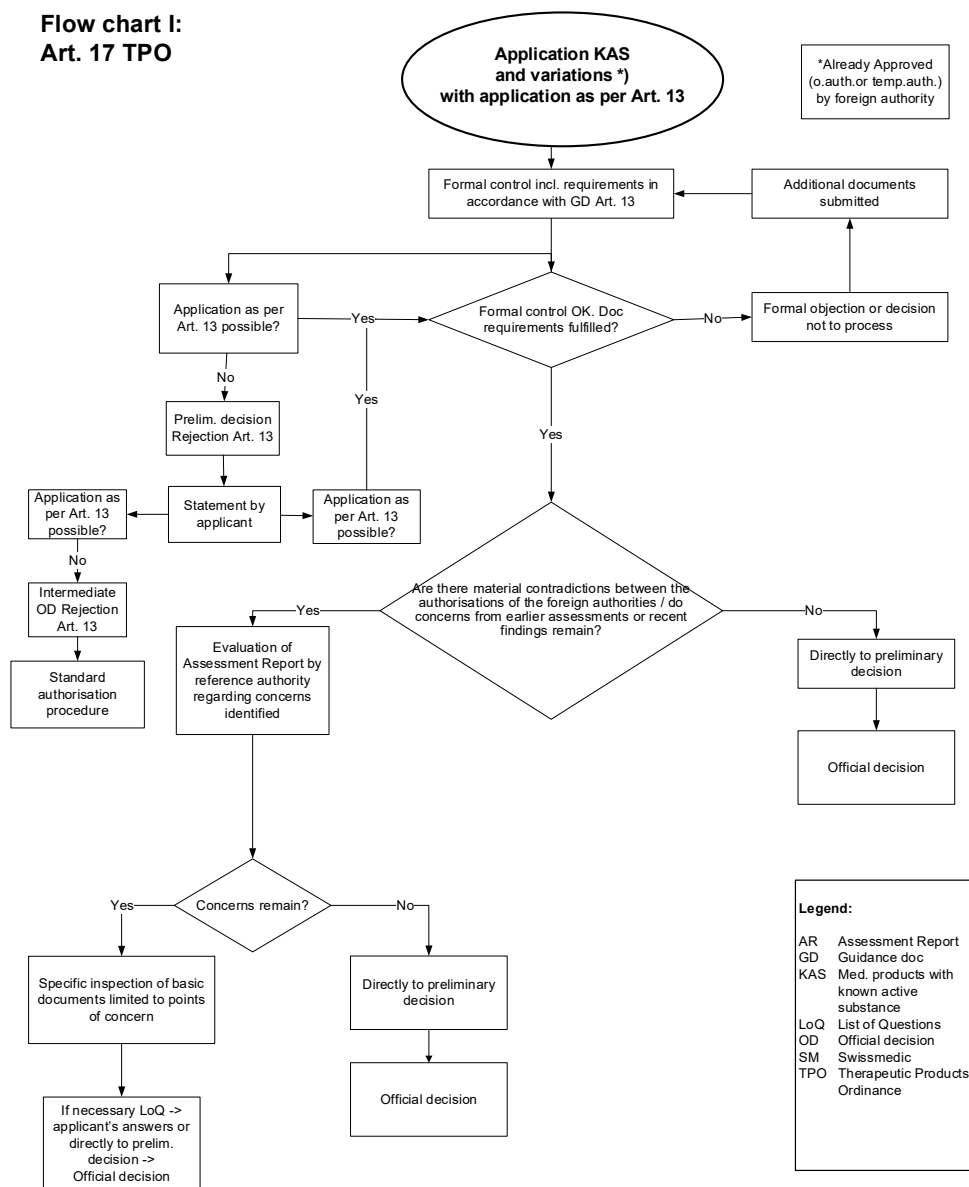 Flow chart I:
Art. 17 TPO
Application KAS
and variations *)
with application as per Art. 13
*Already Approved
(o.auth.or temp.auth.)
by foreign authority
Formal control incl. requirements in
accordance with GD Art. 13
Additional documents
submitted
Application as per
Art. 13 possible?
Yes
Formal control OK. Doc
requirements fulfilled?
No
Formal objection or decision
not to process
No
Yes
Prelim. decision
Rejection Art. 13
Yes
Application as
per Art. 13
possible?
Statement by
applicant
Application as
per Art. 13
possible?
No
Intermediate
OD Rejection
Art. 13
Standard
authorisation
procedure
Are there material contradictions between the
authorisations of the foreign authorities / do
concerns from earlier assessments or recent
findings remain?
Yes
No
Evaluation of
Assessment Report by
reference authority
regarding concerns
identified
Directly to preliminary
decision
Official decision
Yes
Concerns remain?
No
Specific inspection of basic
documents limited to points
of concern
Directly to preliminary
decision
Official decision
If necessary LoQ ->
applicant's answers or
directly to prelim.
decision ->
Official decision
Legend:
AR Assessment Report
GD Guidance doc
KAS Med. products with
known active
substance
LoQ List of Questions
OD Official decision
SM Swissmedic
TPO Therapeutic Products
Ordinance